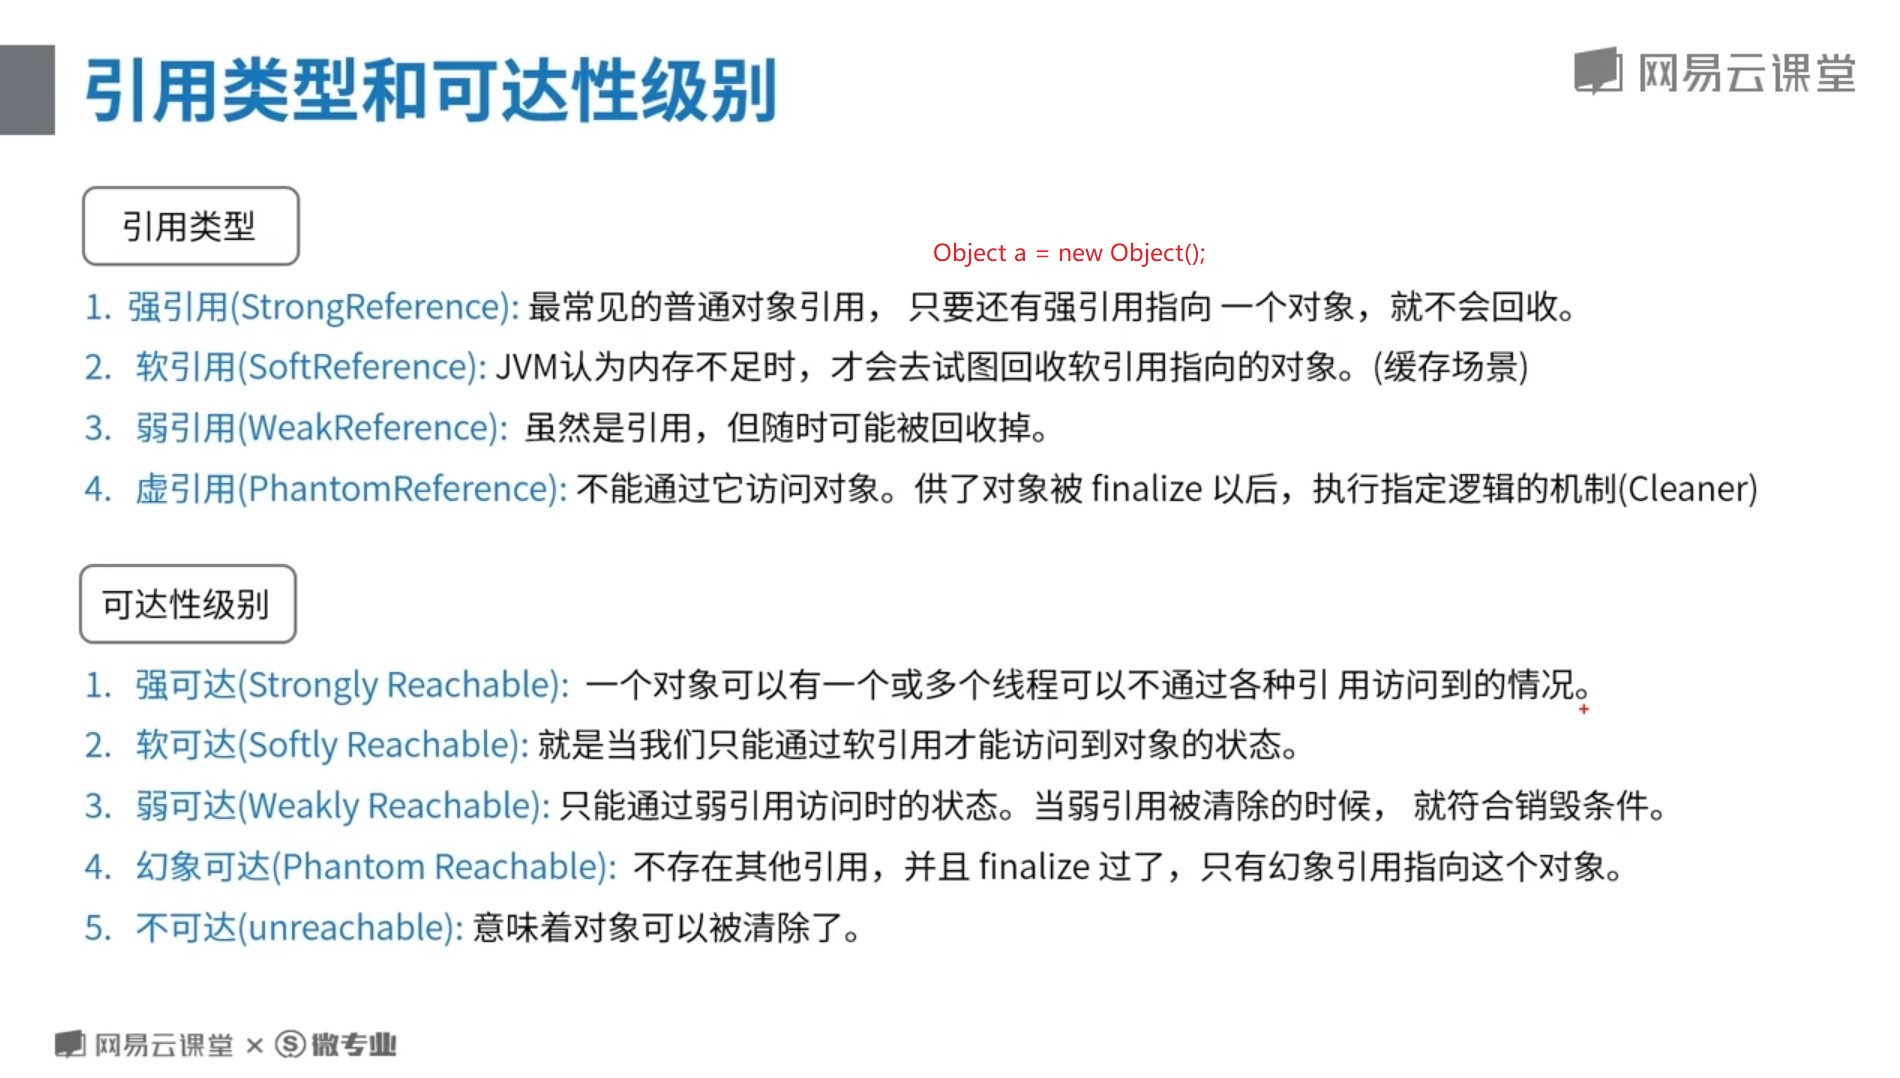 引用类型和可达性级别
网易云课堂
引用类型
Object a = new Object();
1. 强引用(StrongReference): 最常见的普通对象引用， 只要还有强引用指向 一个对象，就不会回收。
2. 软引用(SoftReference): JVM认为内存不足时，才会去试图回收软引用指向的对象。(缓存场景)
3. 弱引用(WeakReference): 虽然是引用，但随时可能被回收掉。
4. 虚引用(PhantomReference): 不能通过它访问对象。供了对象被 finalize 以后，执行指定逻辑的机制(Cleaner)
可达性级别
1. 强可达(Strongly Reachable): 一个对象可以有一个或多个线程可以不通过各种引 用访问到的情况。
2. 软可达(Softly Reachable): 就是当我们只能通过软引用才能访问到对象的状态。
3. 弱可达(Weakly Reachable): 只能通过弱引用访问时的状态。当弱引用被清除的时候， 就符合销毁条件。
4. 幻象可达(Phantom Reachable): 不存在其他引用，并且 finalize 过了，只有幻象引用指向这个对象。
5. 不可达(unreachable): 意味着对象可以被清除了。
网易云课堂 × 微专业